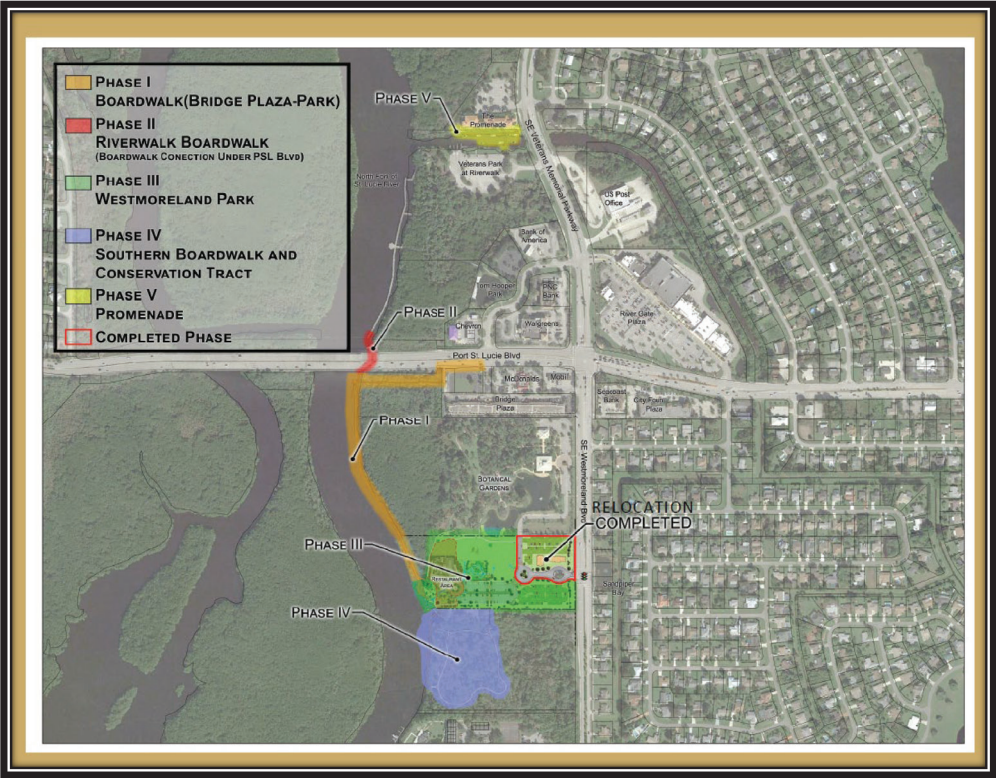 Phase I
Boardwalk(Bridge Plaza-Park)
Phase II
Riverwalk Boardwalk
(Boardwalk Conection Under PSL Blvd)
Phase III
Westmoreland Park
Phase IV
Southern Boardwalk and
Conservation Tract
Phase V
Promenade
Completed Phase
Phase V
The
Promenade
SE Veterans Memorial Parkway
Veterans Park
at Riverwalk
North Fork of
St. Lucie River
US Post
Office
Bank of
America
Tom Hooper
Park
PNC
Bank
River Gate
Plaza
Phase II
Chevron
Walgreens
Port St. Lucie Blvd
McDonalds
Mobil
Bridge
Plaza
Seacoast
Bank
City Town
Plaza
Phase I
SE Westmoreland Blvd
Botanical
Gardens
RELOCATION
COMPLETED
Phase III
Restaurant
Area
Sandpiper
Bay
Phase IV